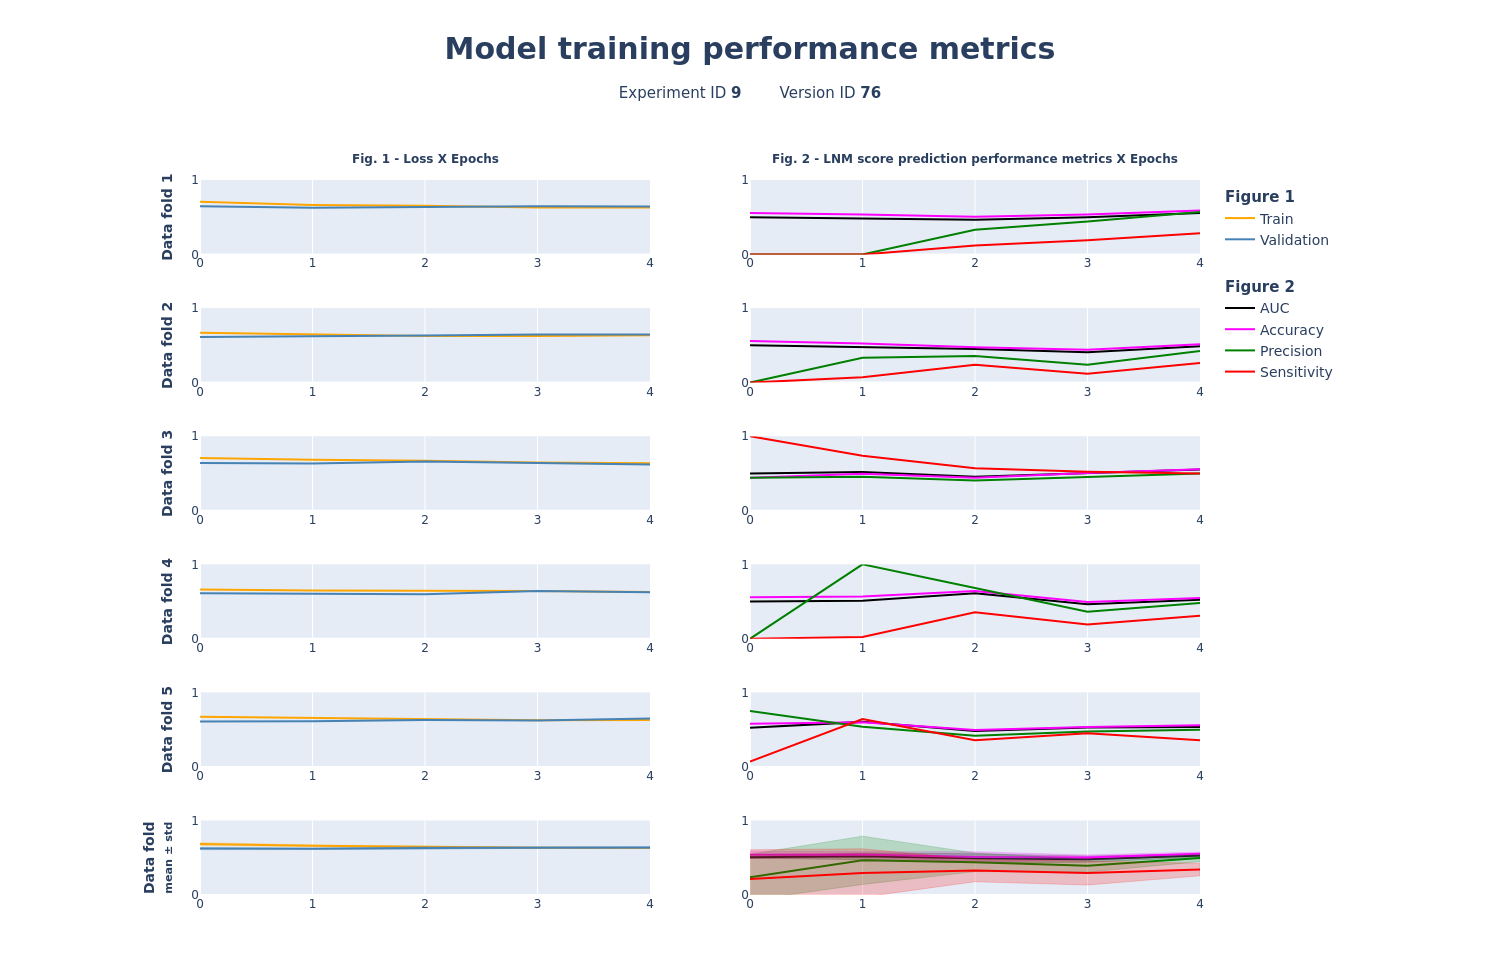 Model training performance metrics
Experiment ID 9 Version ID 76
Fig. 1 - Loss X Epochs
Fig. 2 - LNM score prediction performance metrics X Epochs
Data fold 1
1
0
0 1 2 3 4
1
0
0 1 2 3 4
Figure 1
Train
Validation
Figure 2
AUC
Accuracy
Precision
Sensitivity
Data fold 2
1
0
0 1 2 3 4
1
0
0 1 2 3 4
Data fold 3
1
0
0 1 2 3 4
1
0
0 1 2 3 4
Data fold 4
1
0
0 1 2 3 4
1
0
0 1 2 3 4
Data fold 5
1
0
0 1 2 3 4
1
0
0 1 2 3 4
Data fold
mean ± std
1
0
0 1 2 3 4
1
0
0 1 2 3 4